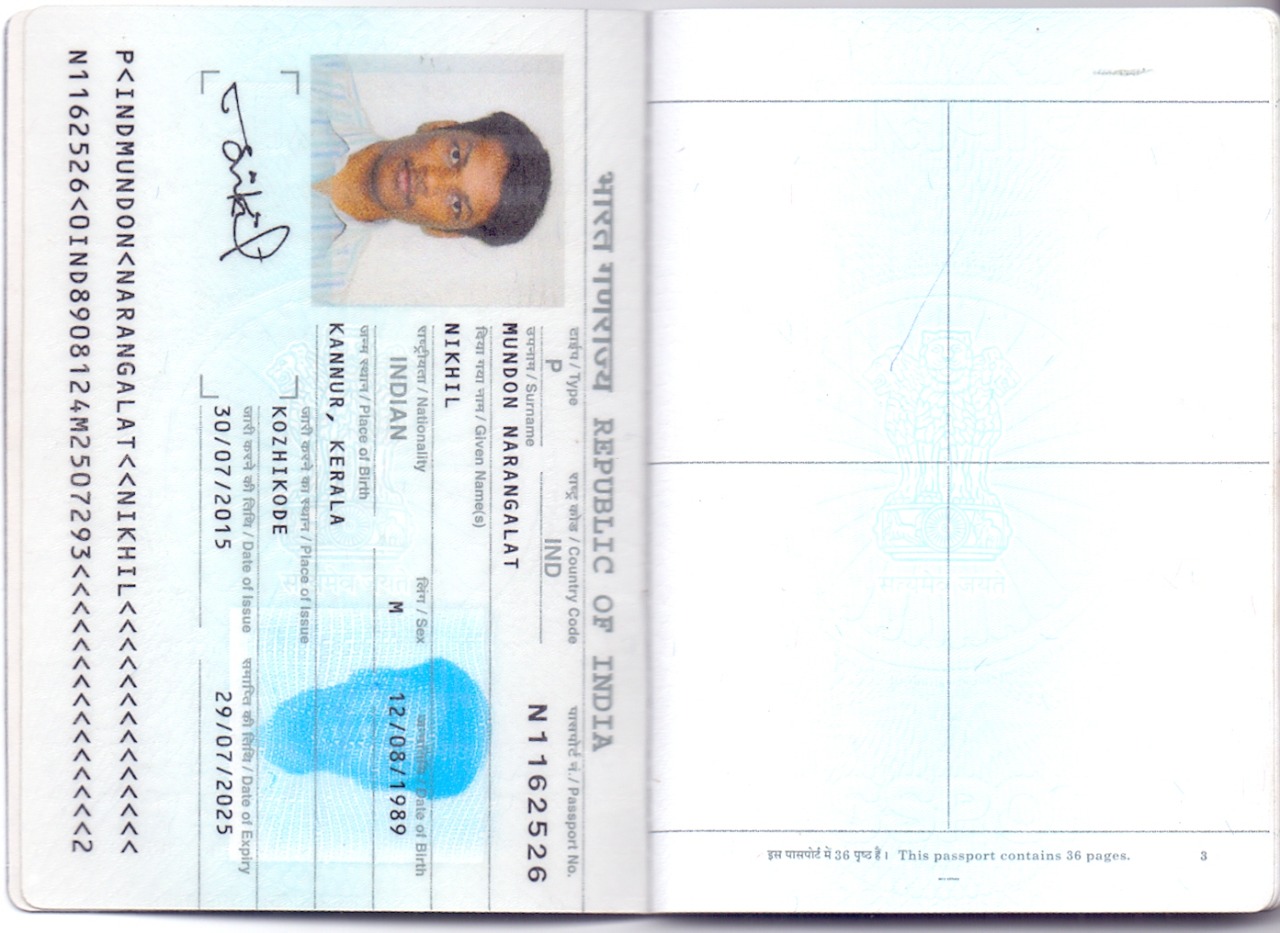 भारत गणराज्य REPUBLIC OF INDIA
टाईप / Type राष्ट्र कोड / Country Code पासपोर्ट नं. / Passport No.
P IND N1162526
उपनाम / Surname
MUNDON NARANGALAT
दिया गया नाम / Given Name(s)
NIKHIL
राष्ट्रीयता / Nationality लिंग / Sex जन्मतिथि / Date of Birth
INDIAN M 12/08/1989
जन्म स्थान / Place of Birth
KANNUR, KERALA
जारी करने का स्थान / Place of Issue
KOZHIKODE
जारी करने की तिथि / Date of Issue समाप्ति की तिथि / Date of Expiry
30/07/2015 29/07/2025
Nikhil
P<INDMUNDON<NARANGALAT<<NIKHIL<<<<<<<<<<<<<<
N1162526<0IND8908124M2507293<<<<<<<<<<<<<<<2
सत्यमेव जयते
सत्यमेव जयते
इस पासपोर्ट में 36 पृष्ठ हैं। This passport contains 36 pages. 3